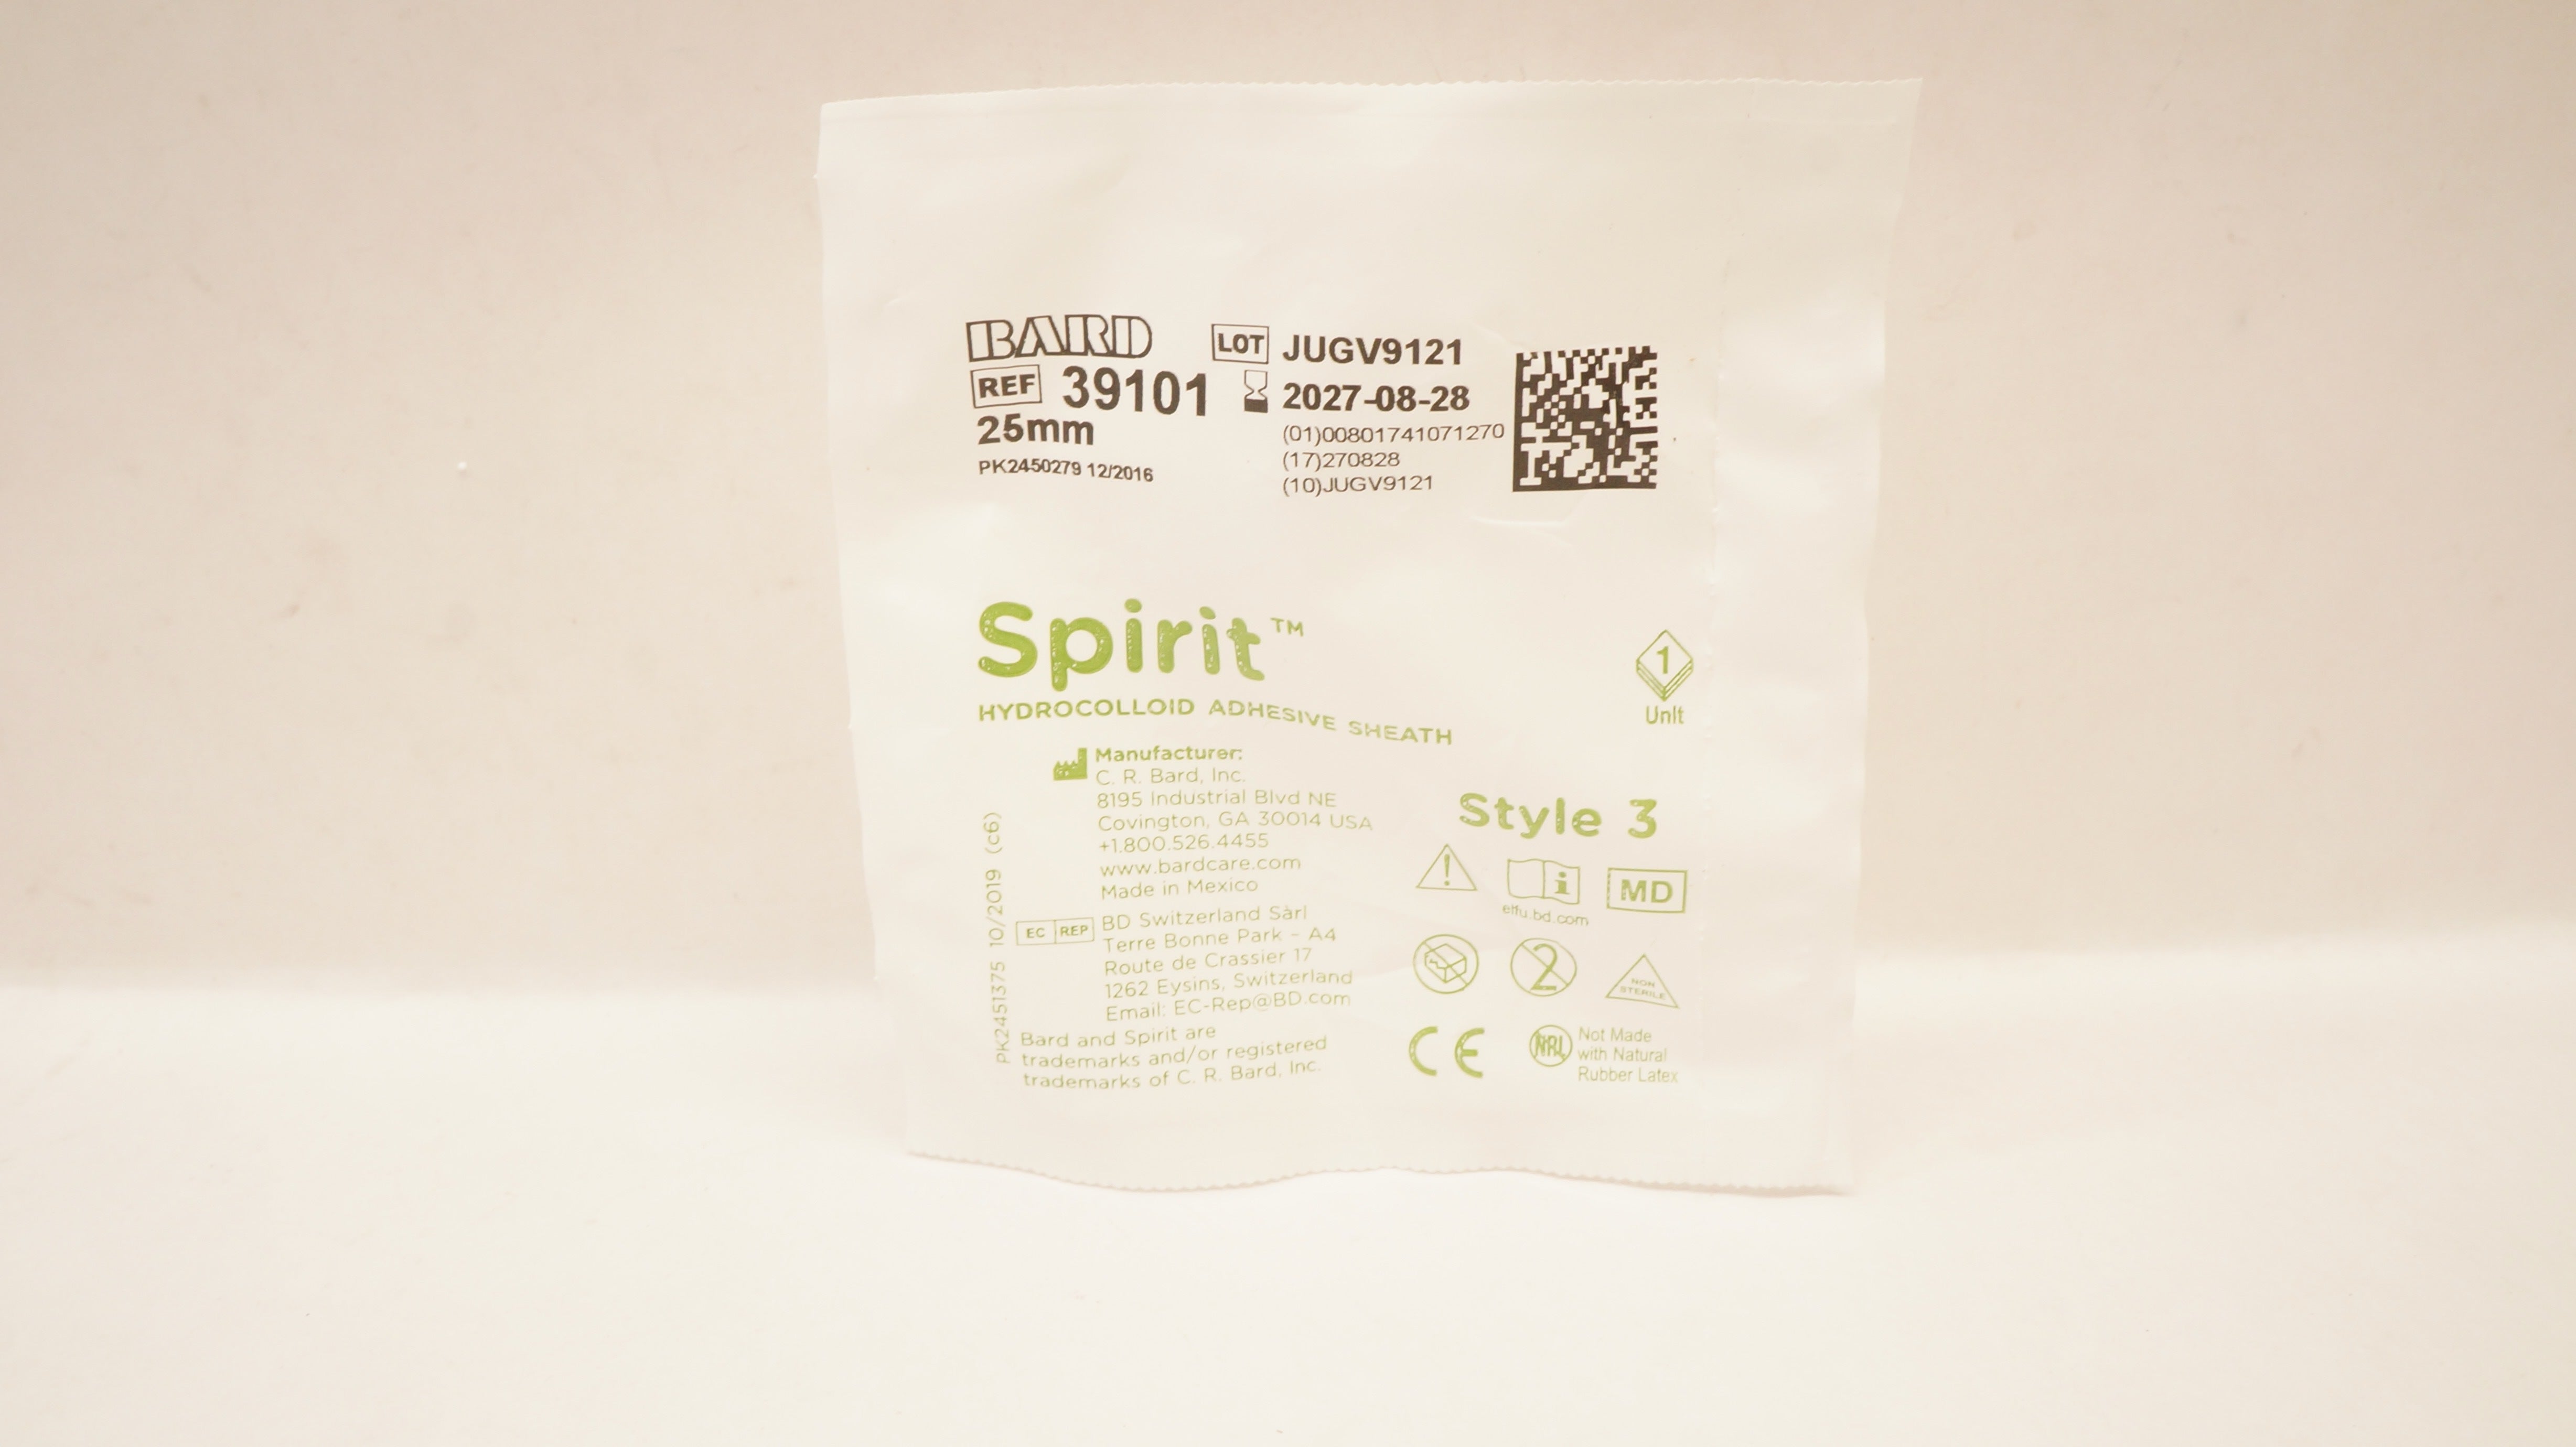 BARD
REF 39101
25mm
PK2450279 12/2016
LOT JUGV9121
2027-08-28
(01)00801741071270
(17)270828
(10)JUGV9121
Spirit™
HYDROCOLLOID ADHESIVE SHEATH
1
Unit
Manufacturer:
C. R. Bard, Inc.
8195 Industrial Blvd NE
Covington, GA 30014 USA
+1.800.526.4455
www.bardcare.com
Made in Mexico
EC REP
BD Switzerland Sàrl
Terre Bonne Park - A4
Route de Crassier 17
1262 Eysins, Switzerland
Email: EC-Rep@BD.com
Bard and Spirit are
trademarks and/or registered
trademarks of C. R. Bard, Inc.
PK2451375 10/2019 (c6)
Style 3
eifu.bd.com
MD
2
NON
STERILE
CE
NRL
Not Made
with Natural
Rubber Latex